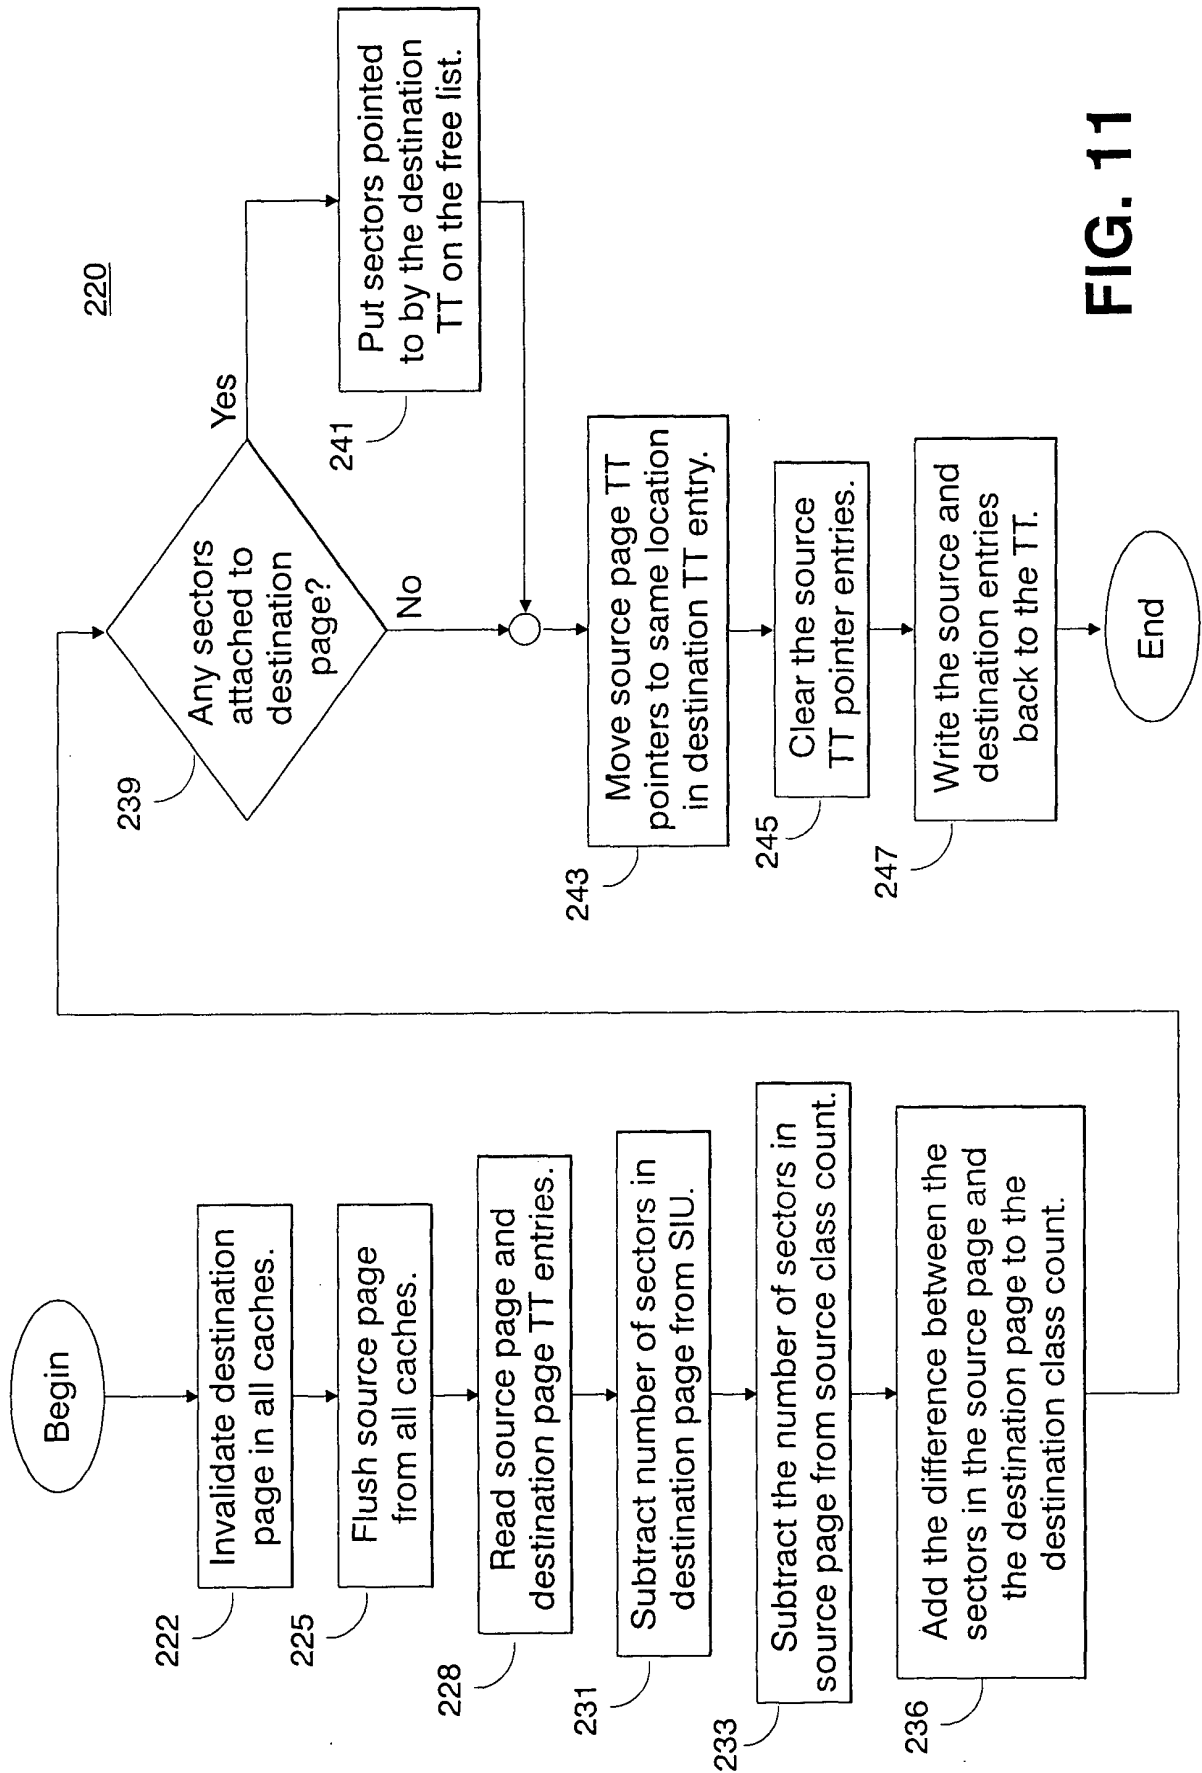 220
Begin
222
Invalidate destination
page in all caches.
225
Flush source page
from all caches.
228
Read source page and
destination page TT entries.
231
Subtract number of sectors in
destination page from SIU.
233
Subtract the number of sectors in
source page from source class count.
236
Add the difference between the
sectors in the source page and
the destination page to the
destination class count.
239
Any sectors
attached to
destination
page?
Yes
No
241
Put sectors pointed
to by the destination
TT on the free list.
243
Move source page TT
pointers to same location
in destination TT entry.
245
Clear the source
TT pointer entries.
247
Write the source and
destination entries
back to the TT.
End
FIG. 11